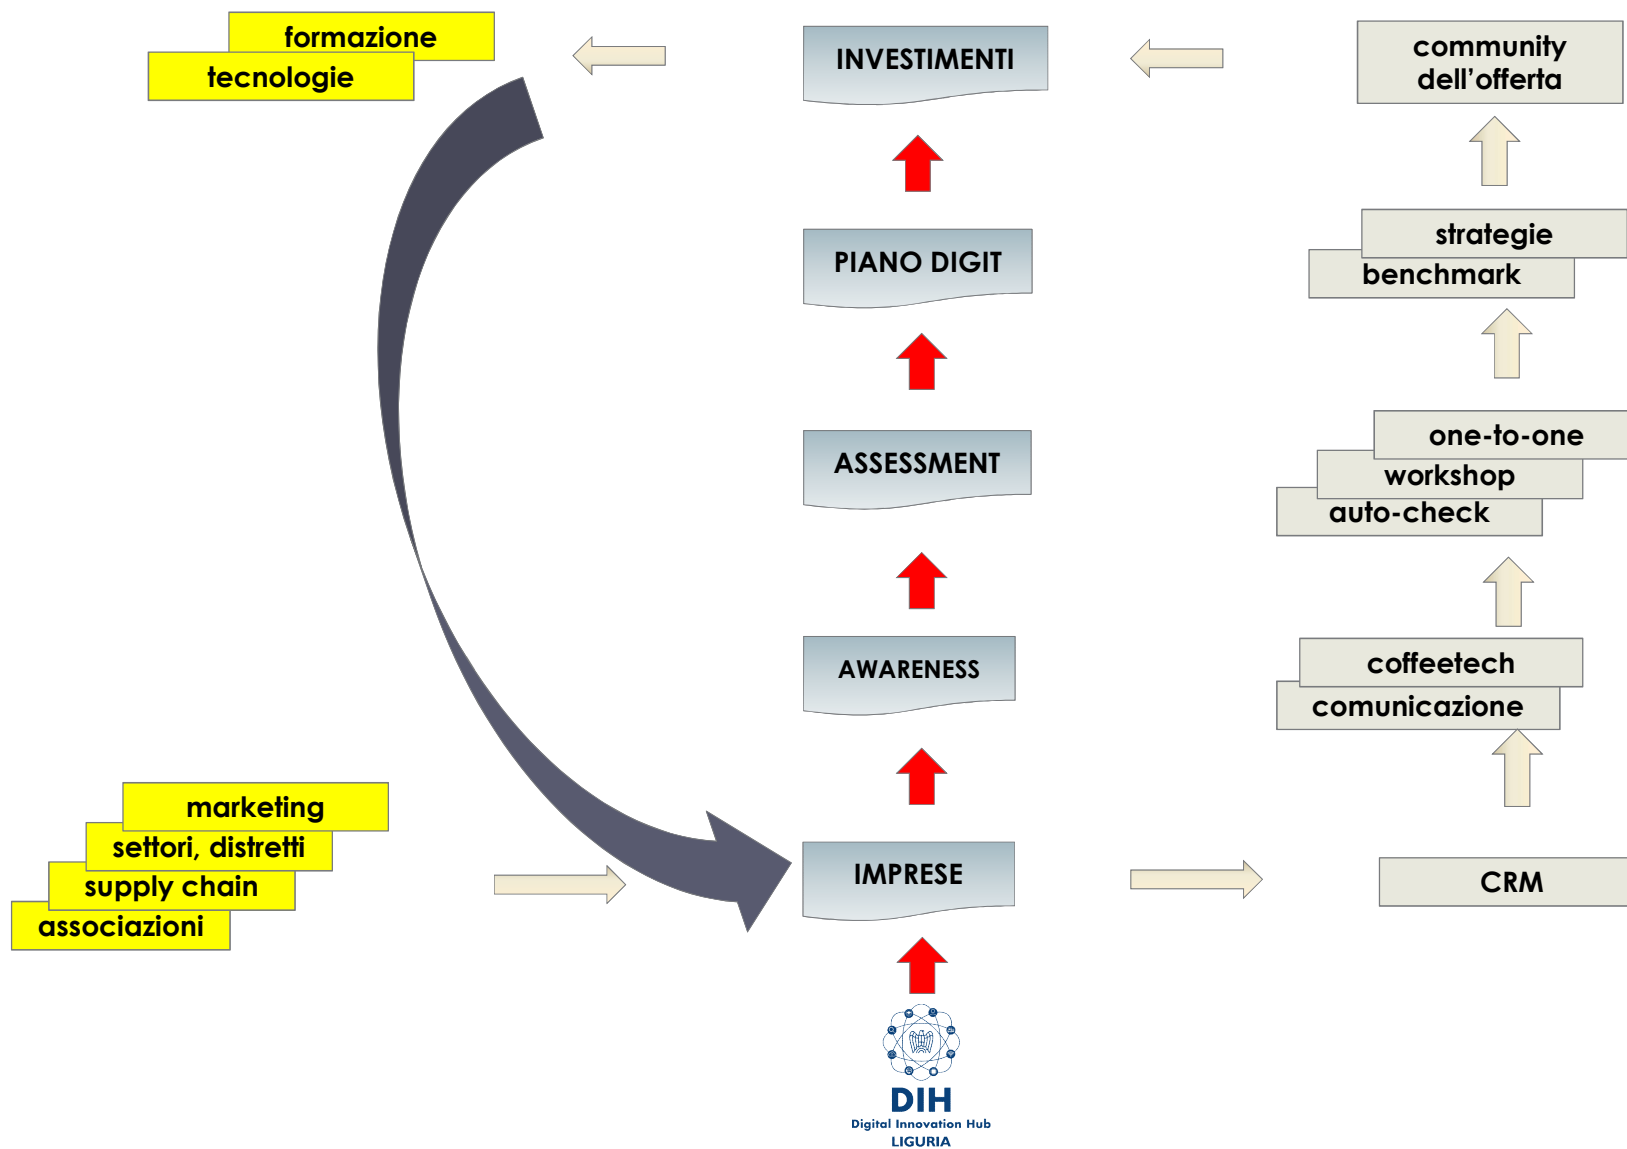 formazione
tecnologie
INVESTIMENTI
community
dell'offerta
PIANO DIGIT
strategie
benchmark
ASSESSMENT
one-to-one
workshop
auto-check
AWARENESS
coffeetech
comunicazione
marketing
settori, distretti
supply chain
associazioni
IMPRESE
CRM
DIH
Digital Innovation Hub
LIGURIA